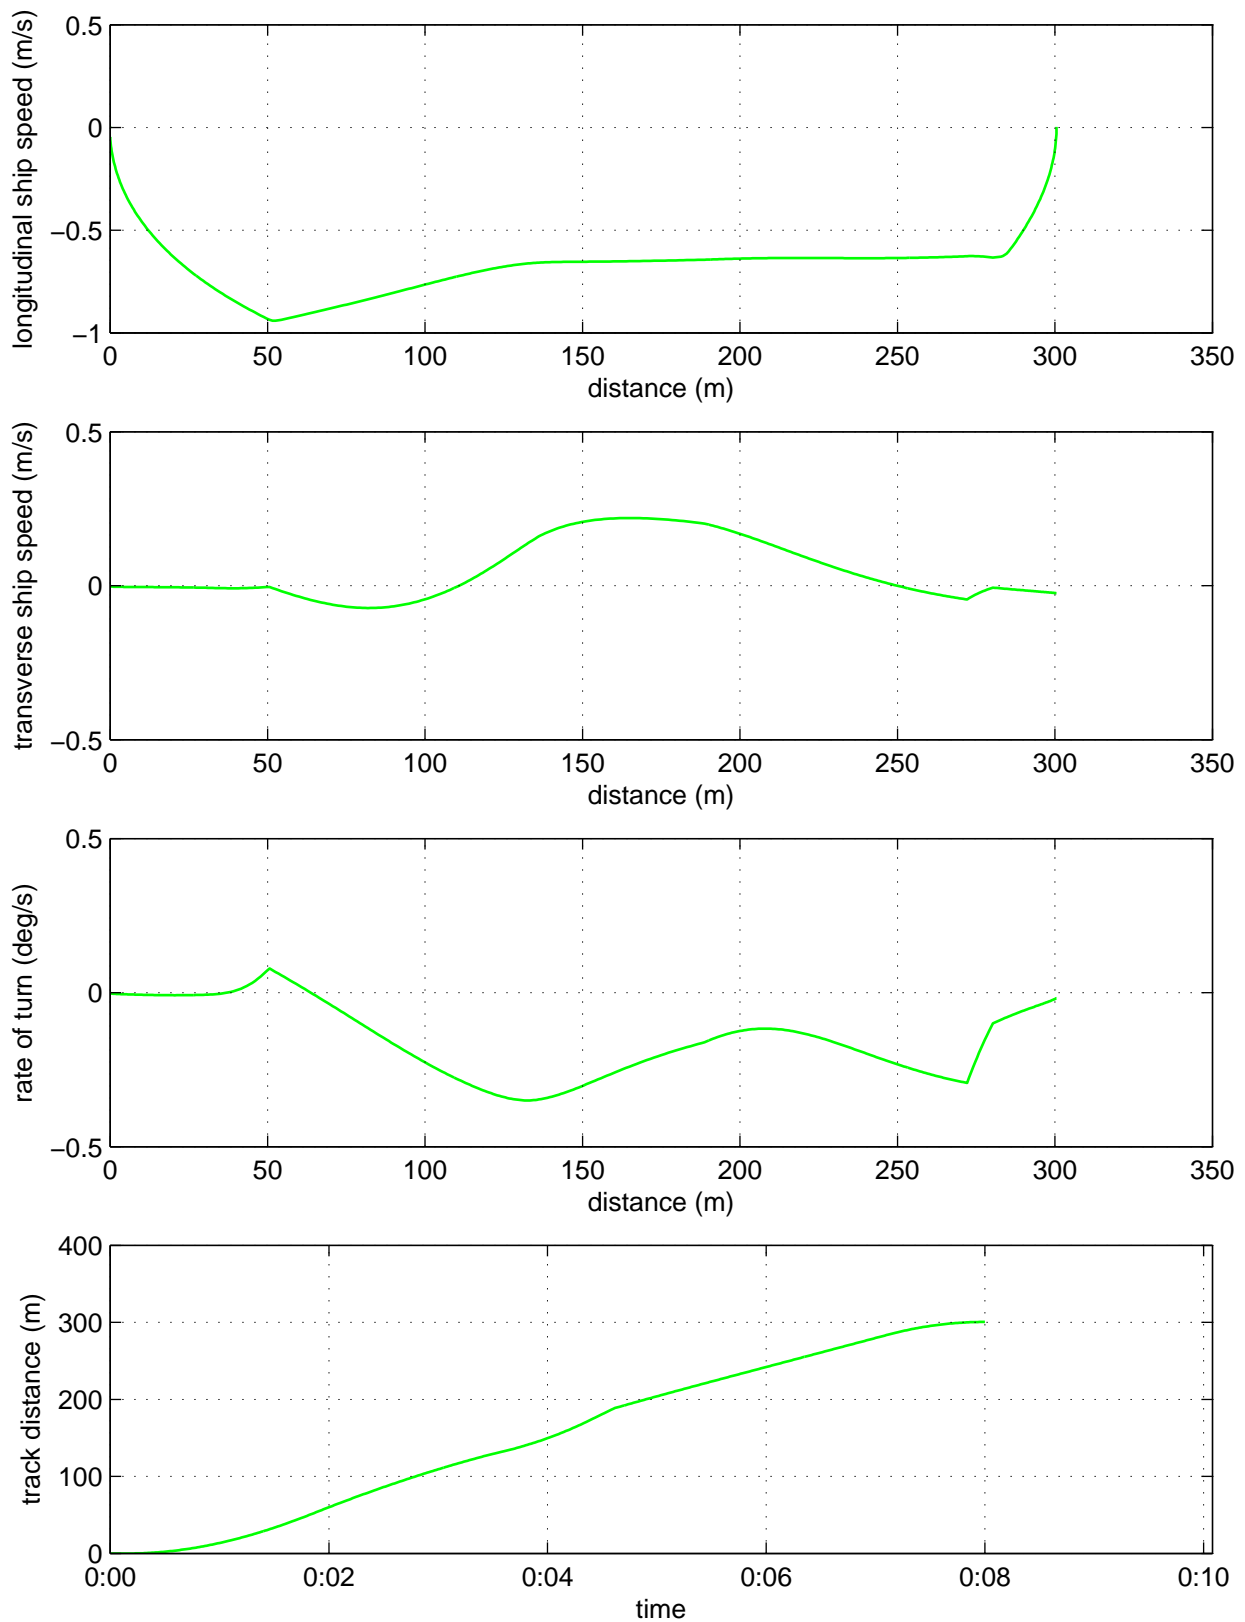 0.5
0
−0.5
−1
longitudinal ship speed (m/s)
0 50 100 150 200 250 300 350
distance (m)
0.5
0
−0.5
transverse ship speed (m/s)
0 50 100 150 200 250 300 350
distance (m)
0.5
0
−0.5
rate of turn (deg/s)
0 50 100 150 200 250 300 350
distance (m)
400
300
200
100
0
track distance (m)
0:00 0:02 0:04 0:06 0:08 0:10
time